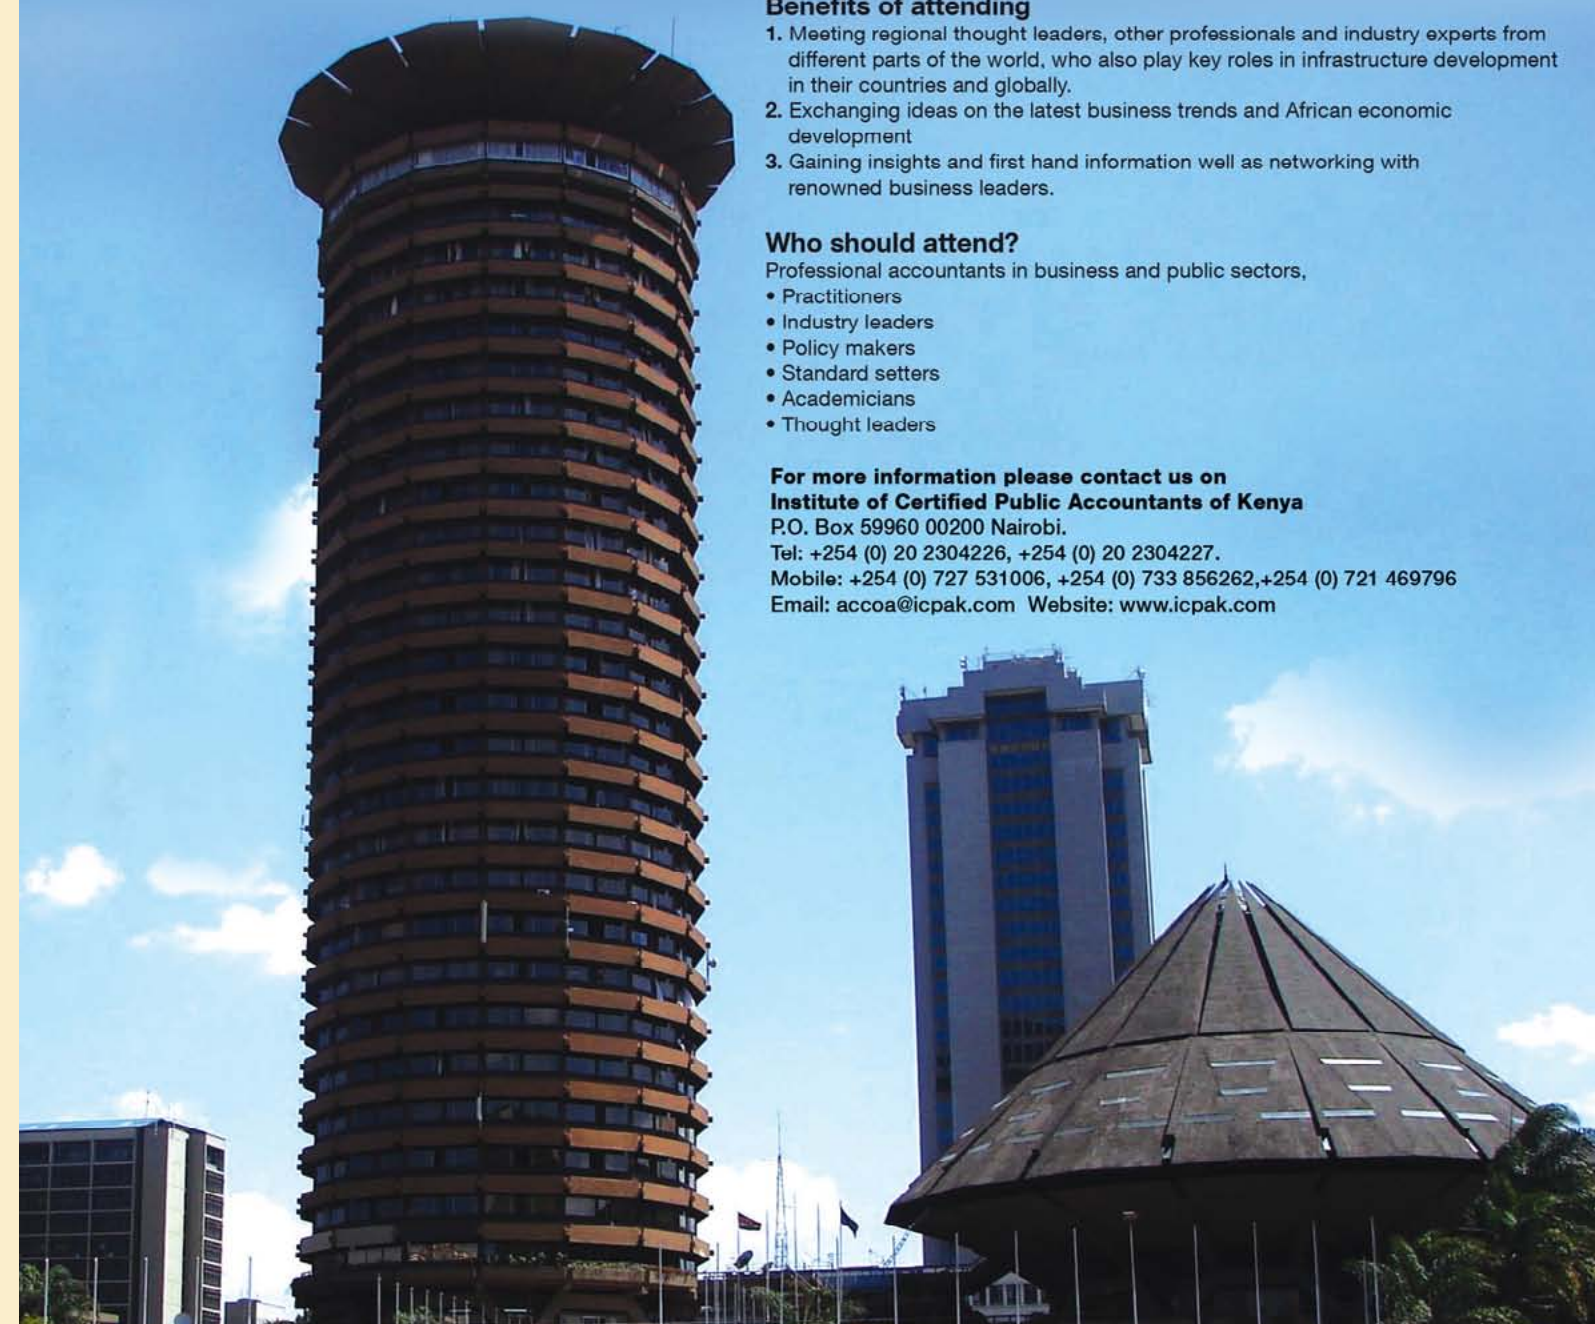 Benefits of attending
1. Meeting regional thought leaders, other professionals and industry experts from
different parts of the world, who also play key roles in infrastructure development
in their countries and globally.
2. Exchanging ideas on the latest business trends and African economic
development
3. Gaining insights and first hand information well as networking with
renowned business leaders.
Who should attend?
Professional accountants in business and public sectors,
• Practitioners
• Industry leaders
• Policy makers
• Standard setters
• Academicians
• Thought leaders
For more information please contact us on
Institute of Certified Public Accountants of Kenya
P.O. Box 59960 00200 Nairobi.
Tel: +254 (0) 20 2304226, +254 (0) 20 2304227.
Mobile: +254 (0) 727 531006, +254 (0) 733 856262,+254 (0) 721 469796
Email: accoa@icpak.com Website: www.icpak.com